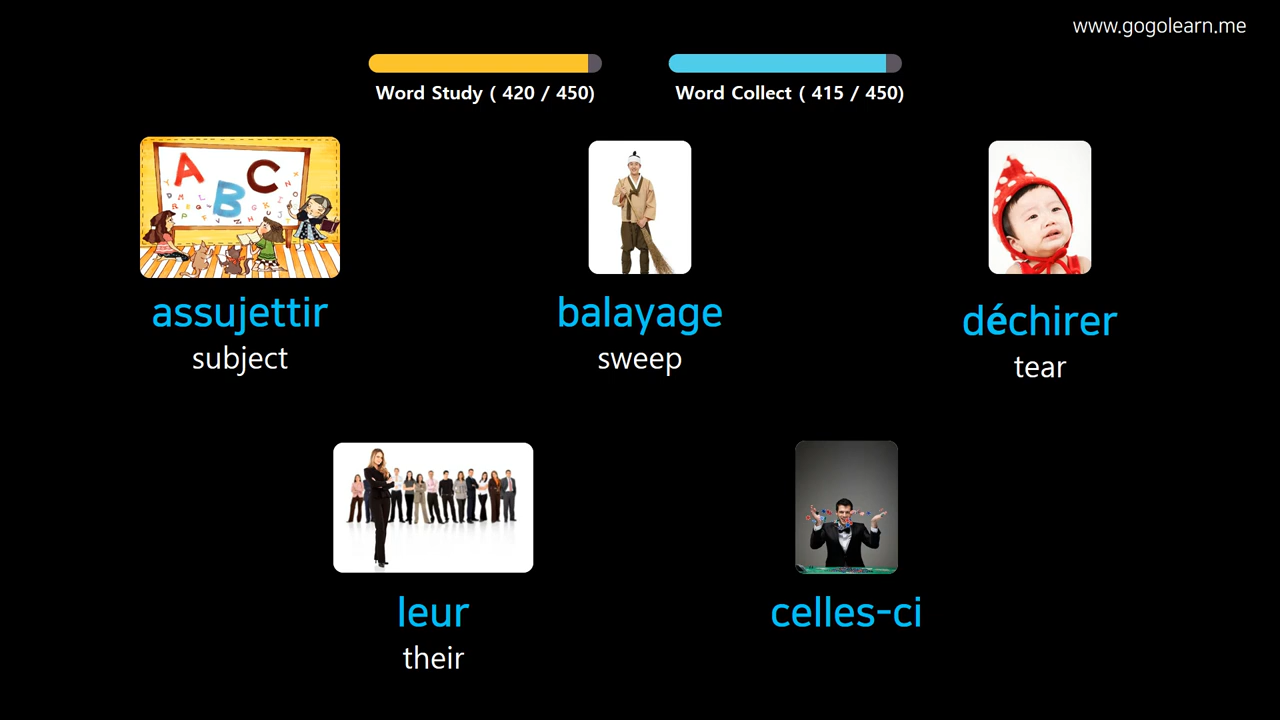 www.gogolearn.me
Word Study ( 420 / 450)
Word Collect ( 415 / 450)
A B C
assujettir
subject
balayage
sweep
déchirer
tear
leur
their
celles-ci